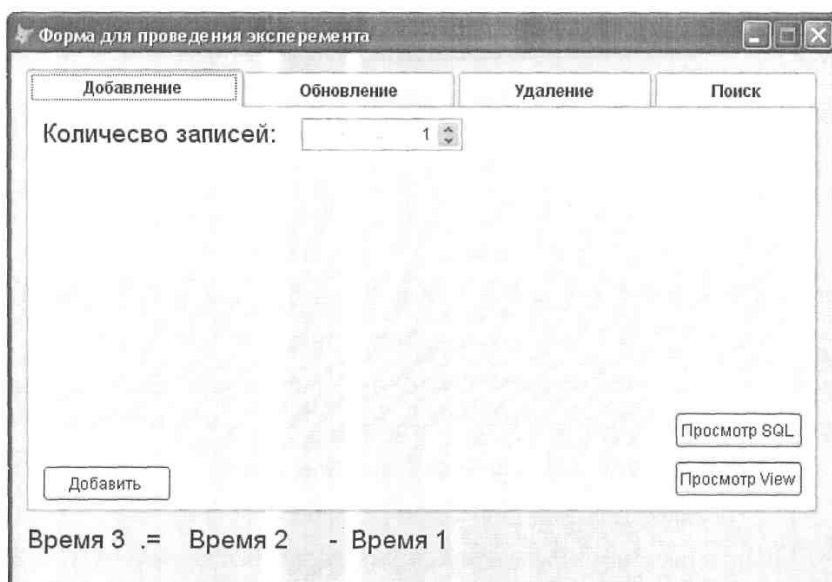 Форма для проведения эксперемента
Добавление Обновление Удаление Поиск
Количесво записей: 1
Просмотр SQL
Добавить
Просмотр View
Время 3 .= Время 2 - Время 1